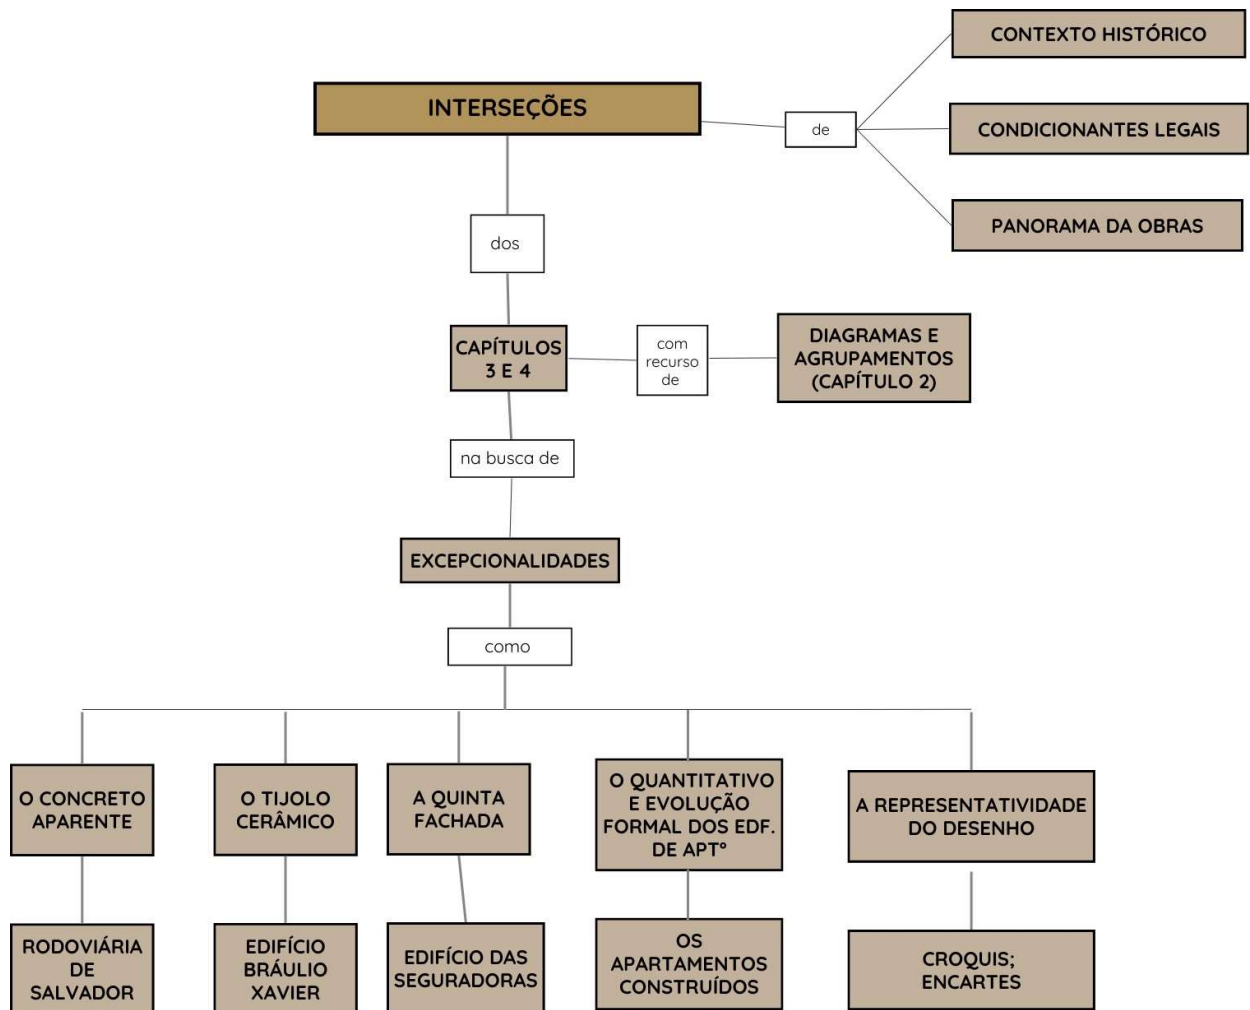 CONTEXTO HISTÓRICO
INTERSEÇÕES
de
CONDICIONANTES LEGAIS
PANORAMA DA OBRAS
dos
CAPÍTULOS
3 E 4
com
recurso
de
DIAGRAMAS E
AGRUPAMENTOS
(CAPÍTULO 2)
na busca de
EXCEPCIONALIDADES
como
O CONCRETO
APARENTE
O TIJOLO
CERÂMICO
A QUINTA
FACHADA
O QUANTITATIVO
E EVOLUÇÃO
FORMAL DOS EDF.
DE APTº
A REPRESENTATIVIDADE
DO DESENHO
RODOVIÁRIA
DE
SALVADOR
EDIFÍCIO
BRÁULIO
XAVIER
EDIFÍCIO DAS
SEGURADORAS
OS
APARTAMENTOS
CONSTRUÍDOS
CROQUIS;
ENCARTES